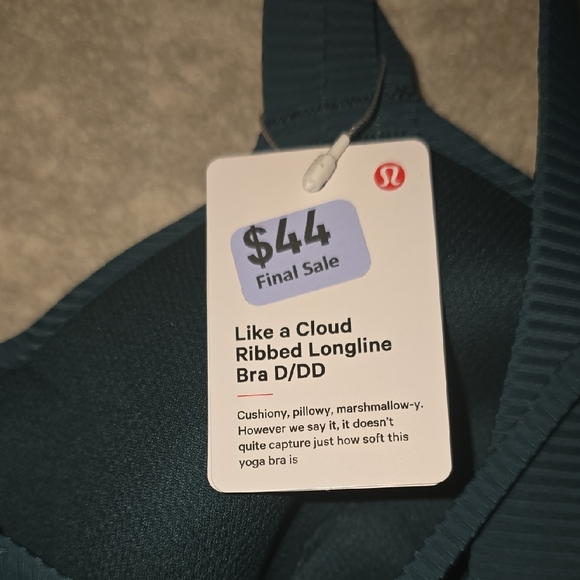 $44
Final Sale
Like a Cloud
Ribbed Longline
Bra D/DD
Cushiony, pillowy, marshmallow-y.
However we say it, it doesn't
quite capture just how soft this
yoga bra is